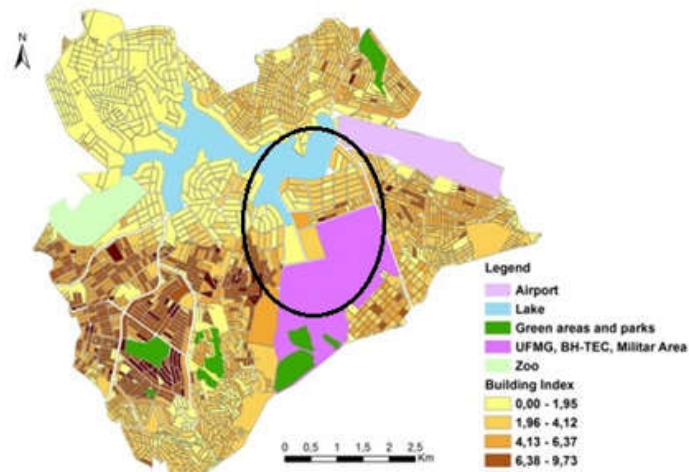 N
Legend
Airport
Lake
Green areas and parks
UFMG, BH-TEC, Militar Area
Zoo
Building Index
0,00 - 1,95
1,96 - 4,12
4,13 - 6,37
6,38 - 9,73
0 0,5 1 1,5 2 2,5
Km